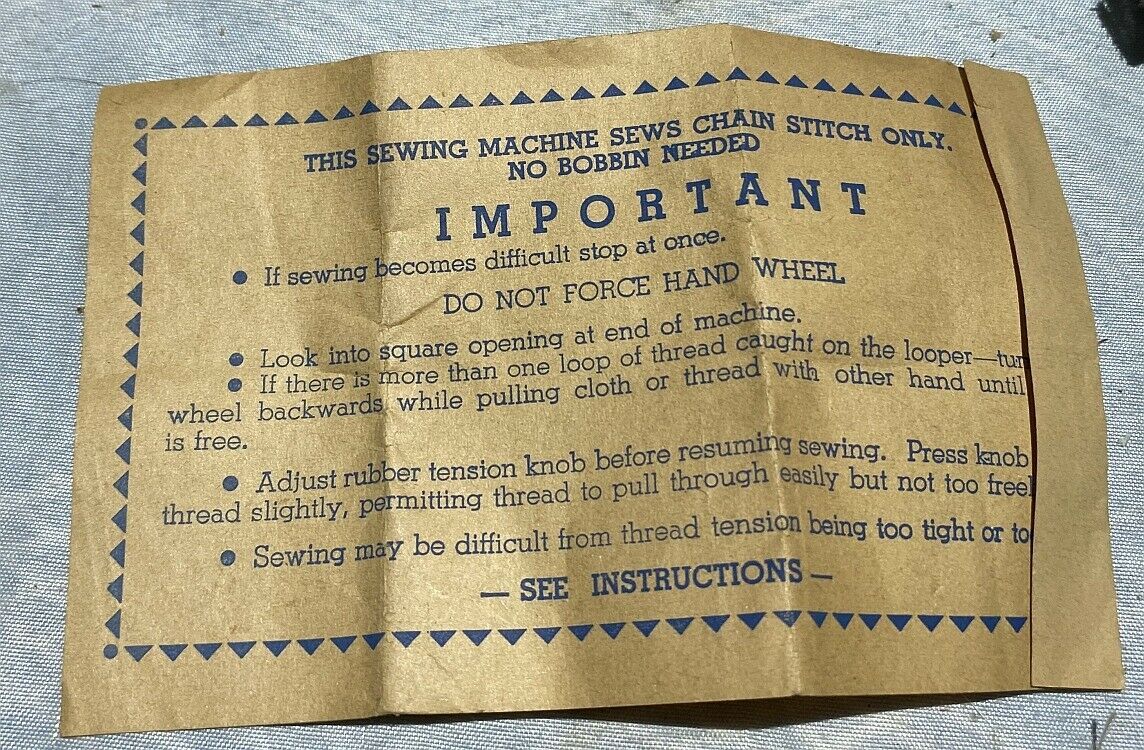 THIS SEWING MACHINE SEWS CHAIN STITCH ONLY.
NO BOBBIN NEEDED
IMPORTANT
● If sewing becomes difficult stop at once.
DO NOT FORCE HAND WHEEL
● Look into square opening at end of machine.
● If there is more than one loop of thread caught on the looper—tur
wheel backwards while pulling cloth or thread with other hand until
is free.
● Adjust rubber tension knob before resuming sewing. Press knob
thread slightly, permitting thread to pull through easily but not too freel
● Sewing may be difficult from thread tension being too tight or to
— SEE INSTRUCTIONS —